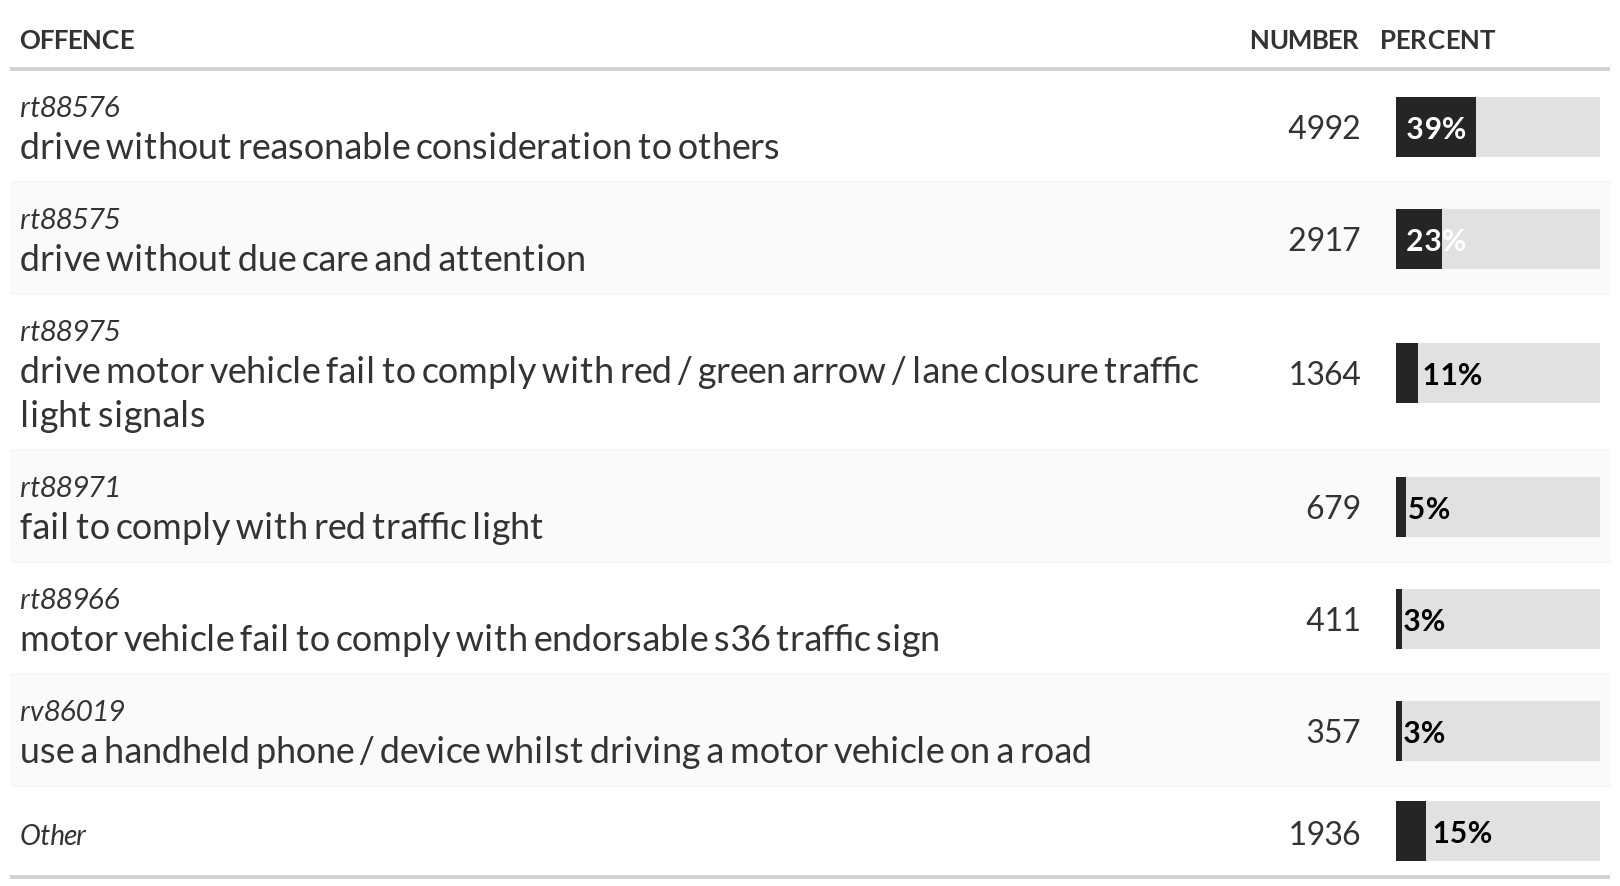 OFFENCE NUMBER PERCENT
rt88576
drive without reasonable consideration to others 4992 39%
rt88575
drive without due care and attention 2917 23%
rt88975
drive motor vehicle fail to comply with red / green arrow / lane closure traffic
light signals 1364 11%
rt88971
fail to comply with red traffic light 679 5%
rt88966
motor vehicle fail to comply with endorsable s36 traffic sign 411 3%
rv86019
use a handheld phone / device whilst driving a motor vehicle on a road 357 3%
Other 1936 15%